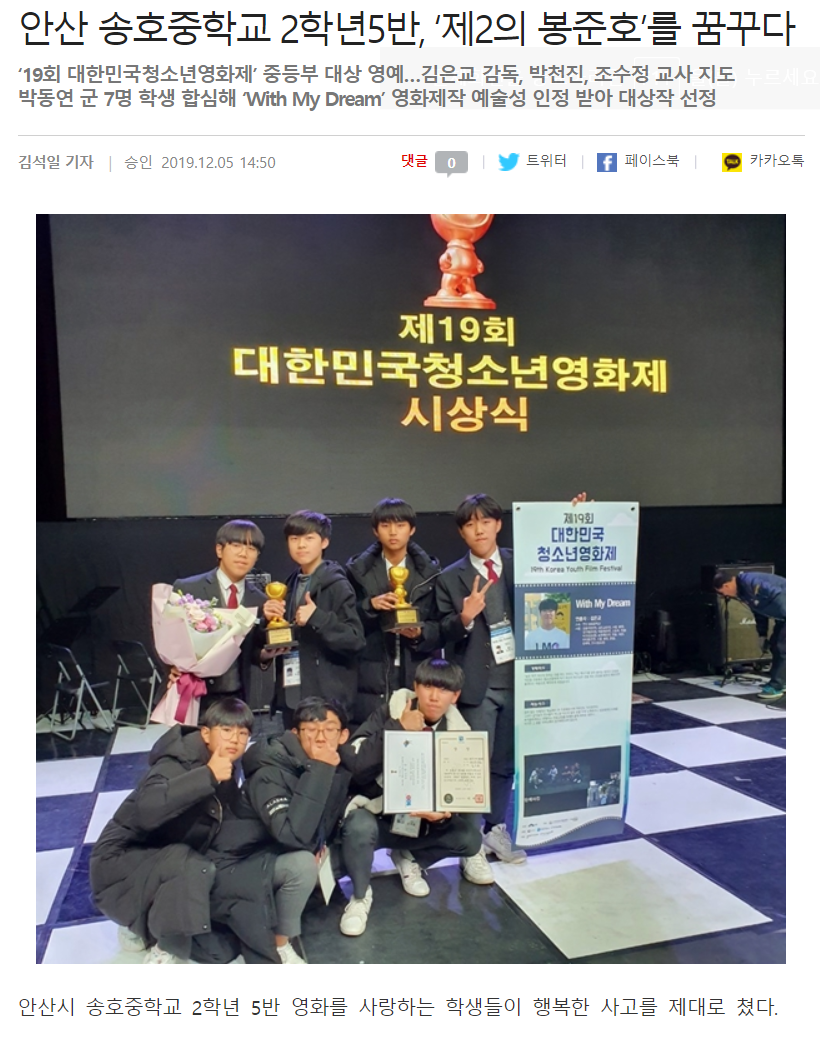 안산 송호중학교 2학년5반, ‘제2의 봉준호’를 꿈꾸다
‘19회 대한민국청소년영화제’ 중등부 대상 영예...김은교 감독, 박천진, 조수정 교사 지도
누르세요
박동연 군 7명 학생 합심해 ‘With My Dream’ 영화제작 예술성 인정 받아 대상작 선정
김석일 기자 | 승인 2019.12.05 14:50
댓글 0 | 트위터 | 페이스북 | 카카오톡
제19회
대한민국청소년영화제
시상식
제19회
대한민국
청소년영화제
19th Korea Youth Film Festival
With My Dream
Marshall
안산시 송호중학교 2학년 5반 영화를 사랑하는 학생들이 행복한 사고를 제대로 쳤다.